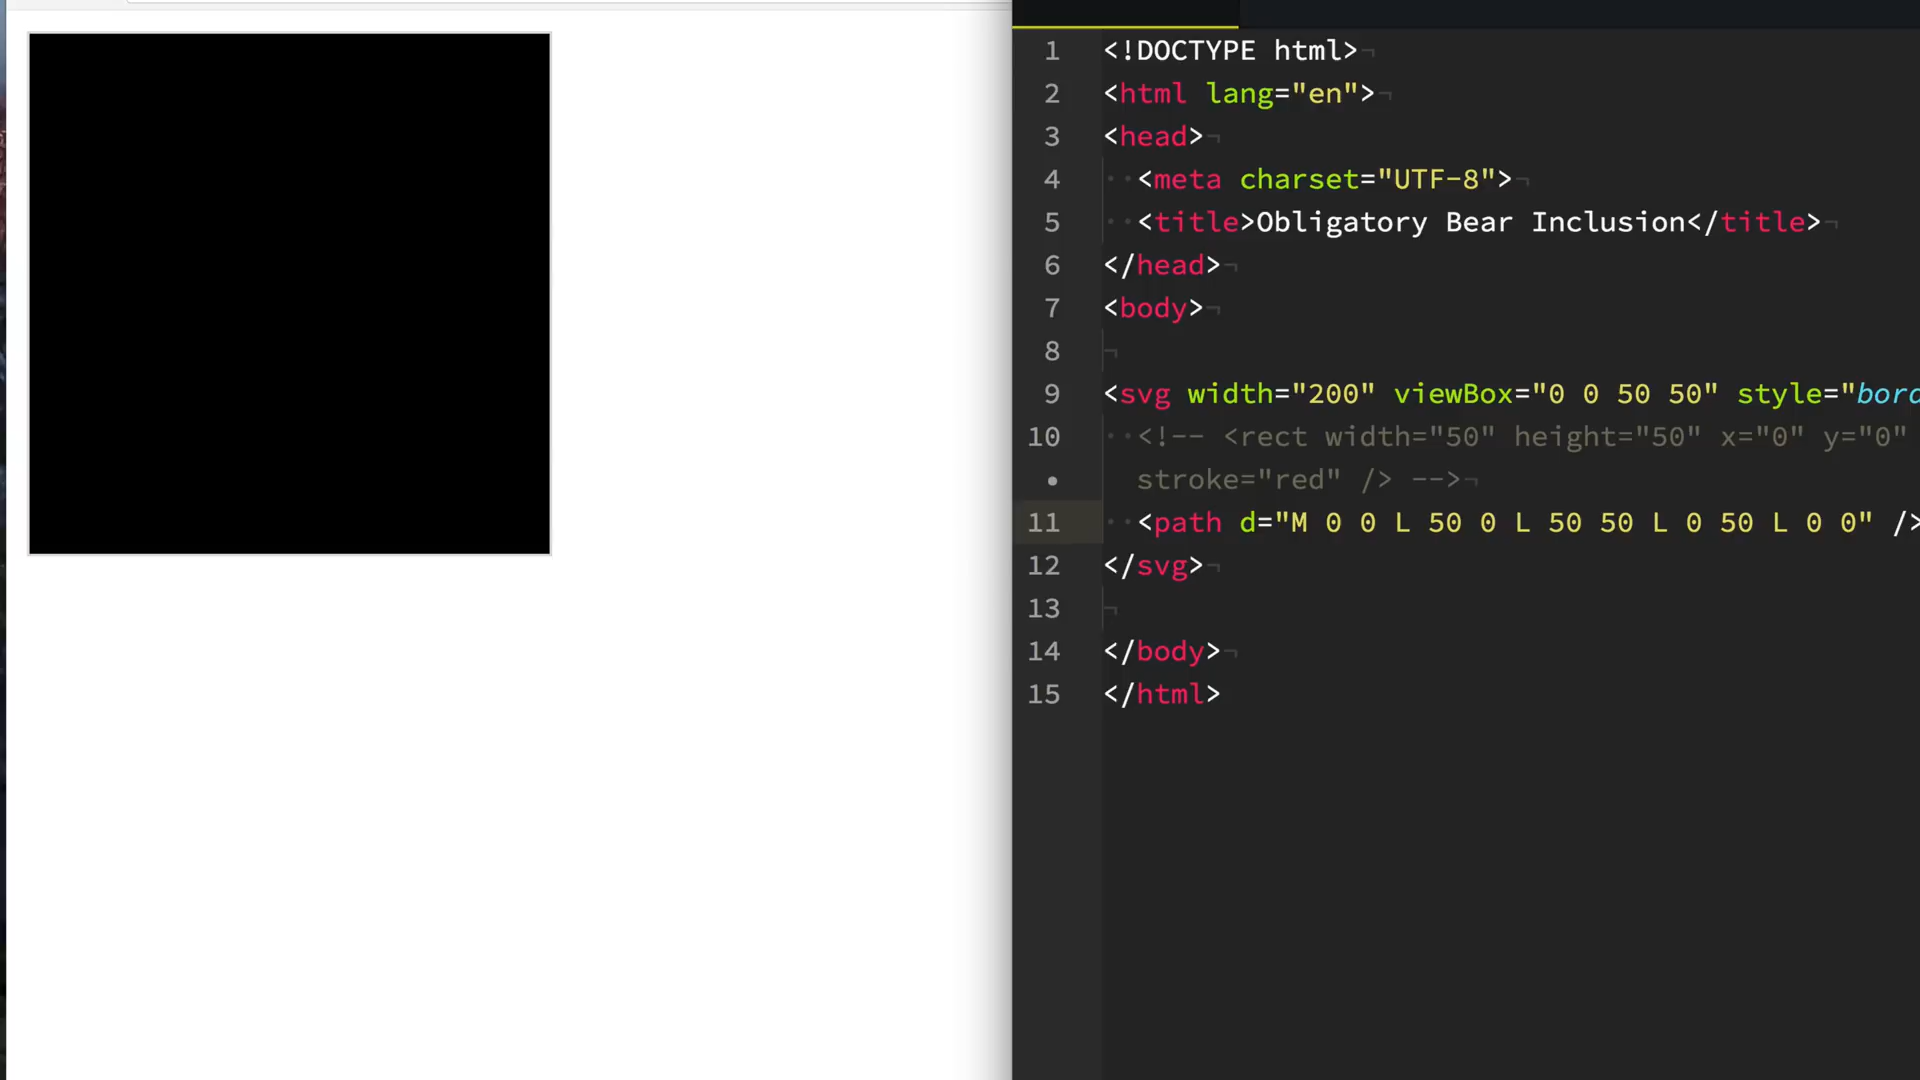 1 <!DOCTYPE html>¬
2 <html lang="en">¬
3 <head>¬
4 ··<meta charset="UTF-8">¬
5 ··<title>Obligatory Bear Inclusion</title>¬
6 </head>¬
7 <body>¬
8 ¬
9 <svg width="200" viewBox="0 0 50 50" style="bord
10 ··<!-- <rect width="50" height="50" x="0" y="0"
• stroke="red" /> -->¬
11 ··<path d="M 0 0 L 50 0 L 50 50 L 0 50 L 0 0" />
12 </svg>¬
13 ¬
14 </body>¬
15 </html>